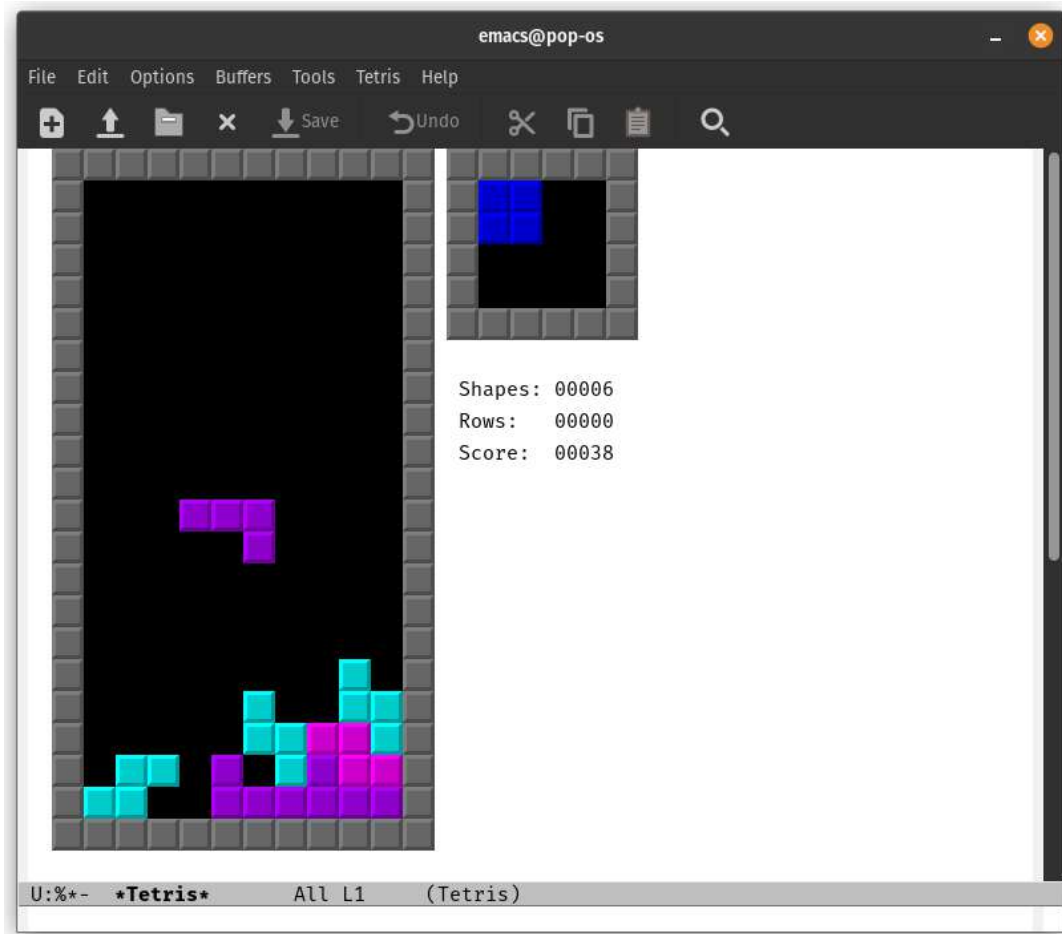 emacs@pop-os
File Edit Options Buffers Tools Tetris Help
Save Undo
Shapes: 00006
Rows: 00000
Score: 00038
U:%*- *Tetris* All L1 (Tetris)